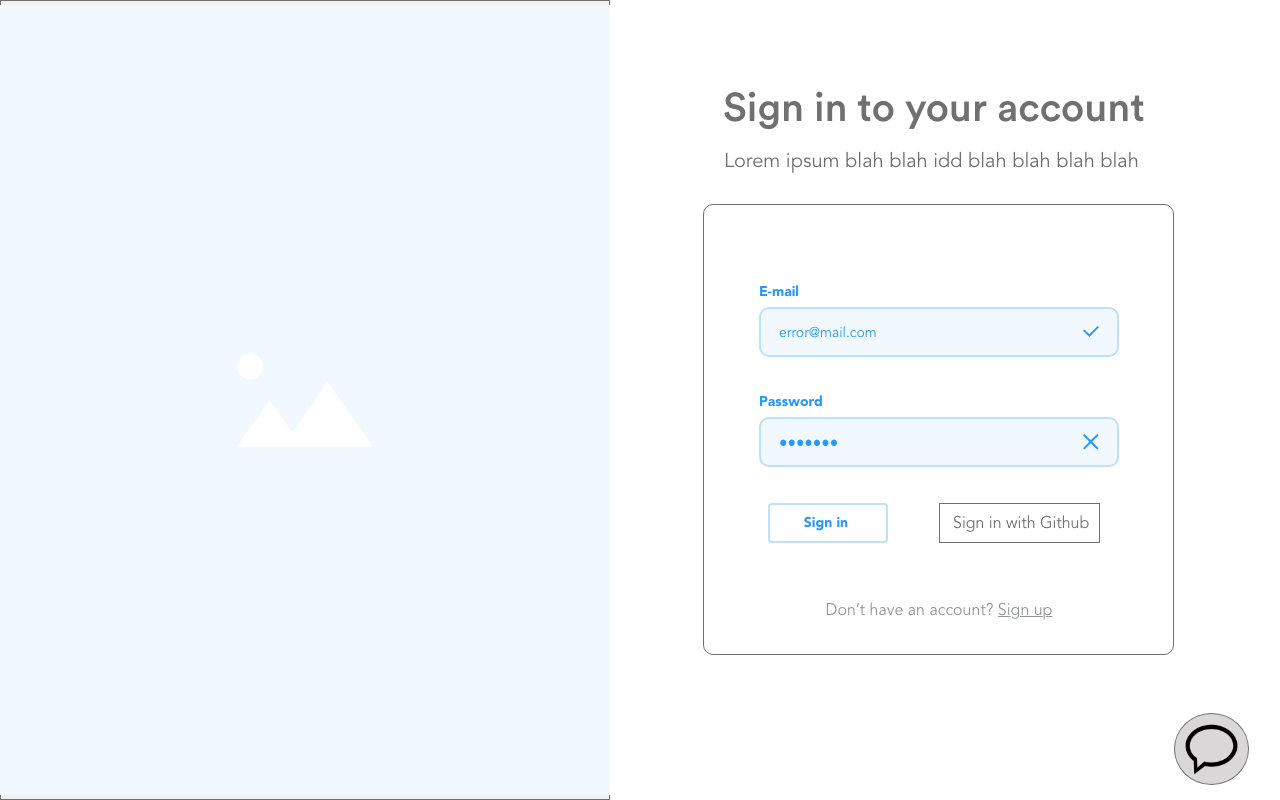 Sign in to your account
Lorem ipsum blah blah idd blah blah blah blah
E-mail
error@mail.com
Password
•••••••
Sign in
Sign in with Github
Don’t have an account? Sign up